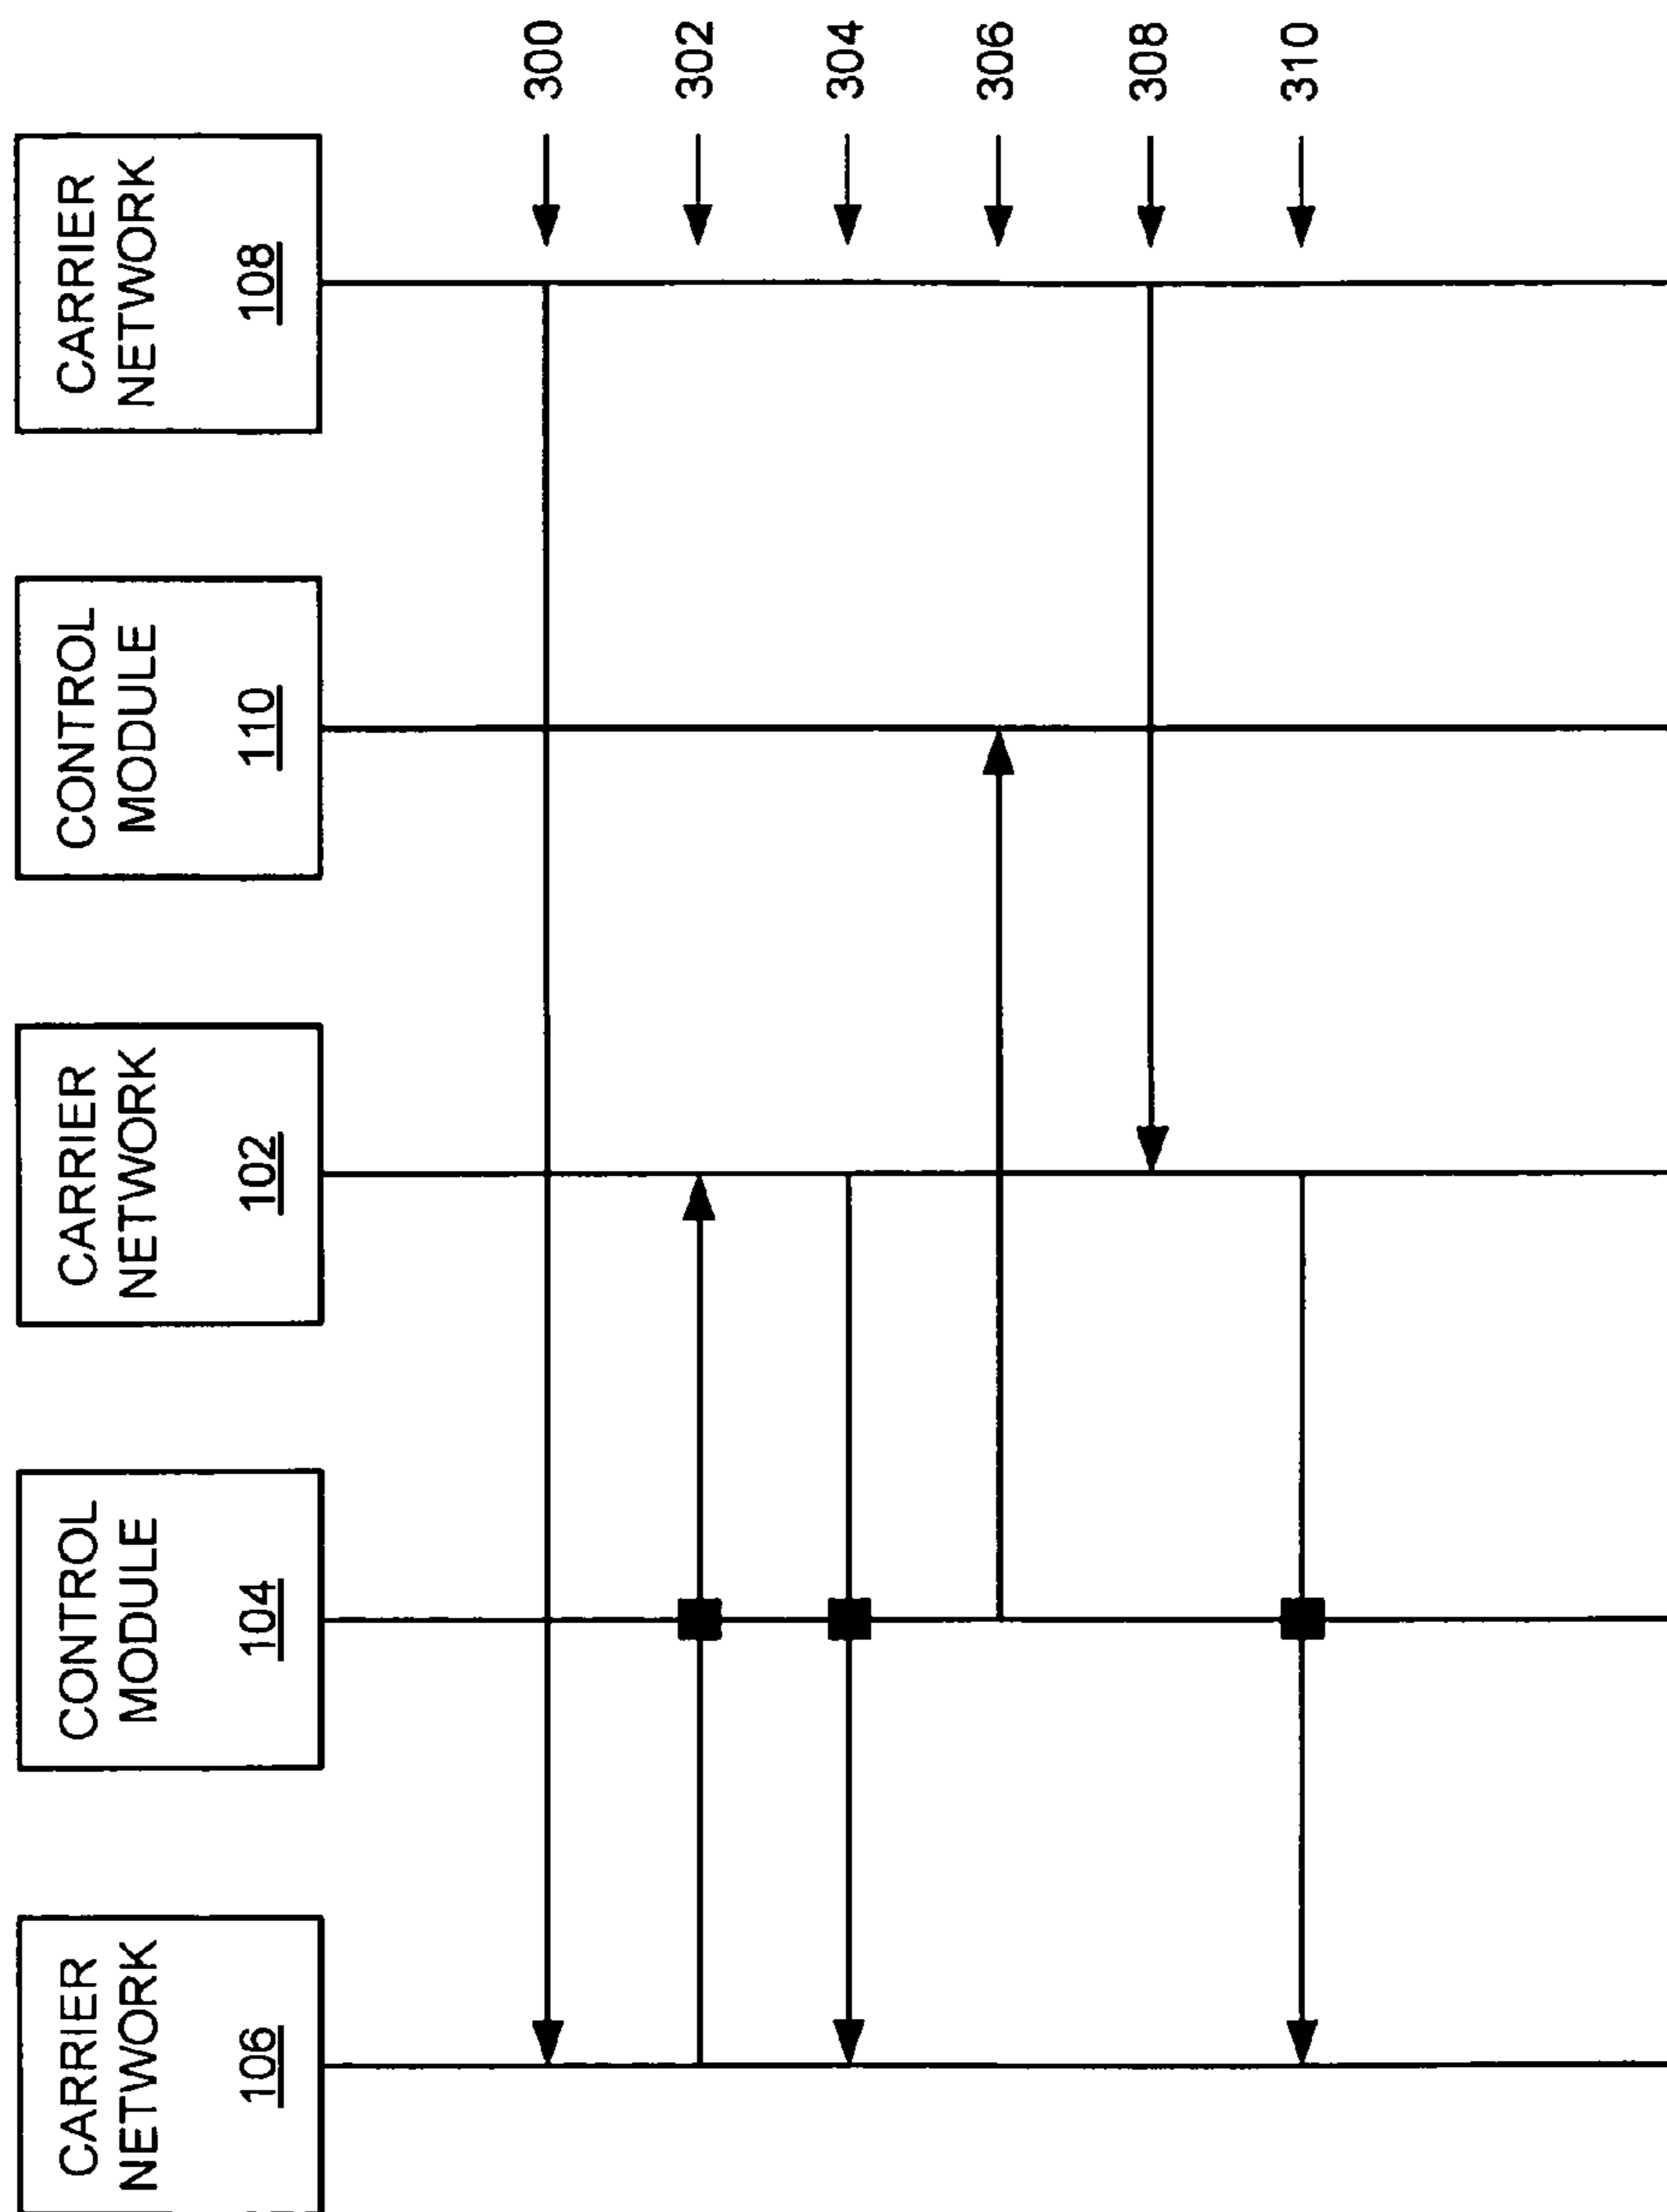 CARRIER
NETWORK
106
CONTROL
MODULE
104
CARRIER
NETWORK
102
CONTROL
MODULE
110
CARRIER
NETWORK
108
300
302
304
306
308
310